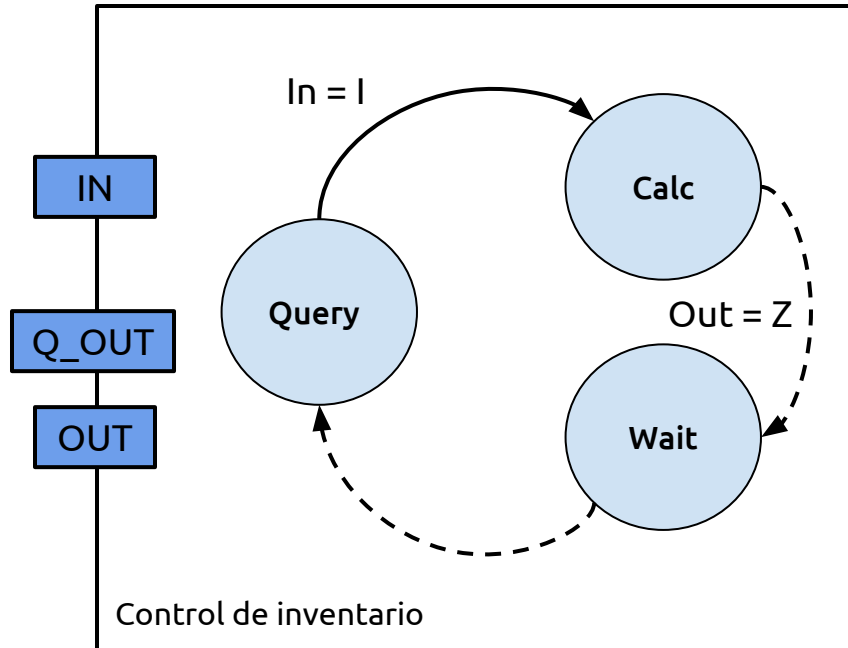 In = I
IN
Calc
Query
Out = Z
Q_OUT
OUT
Wait
Control de inventario